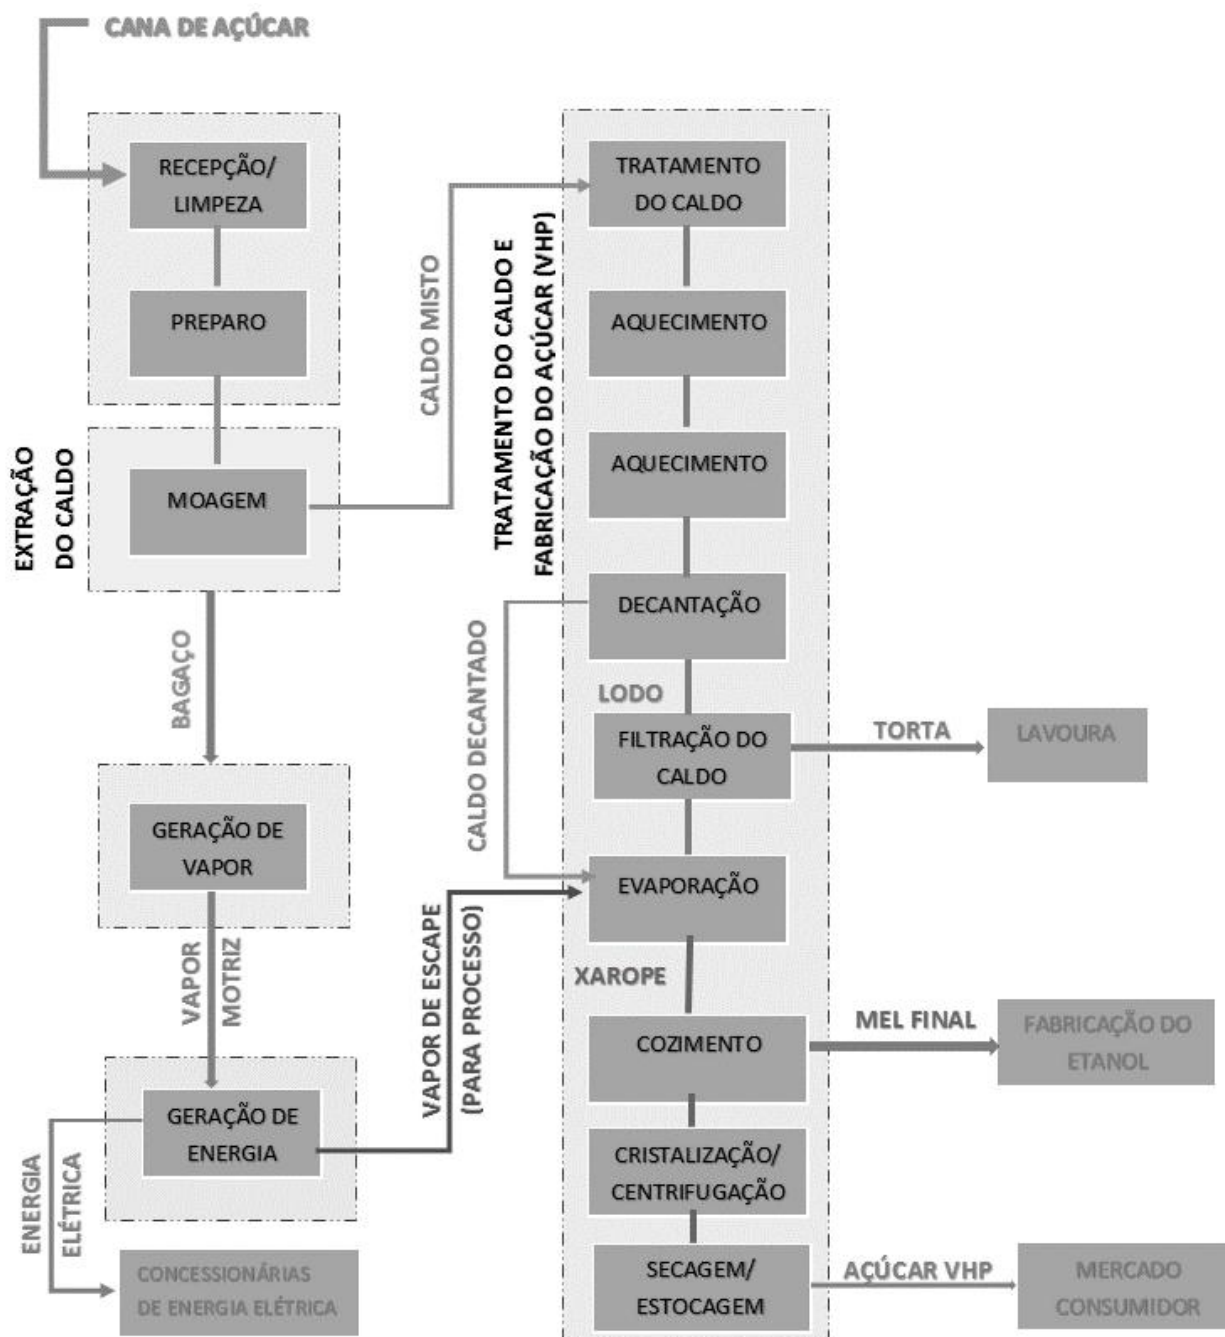 CANA DE AÇÚCAR
RECEPÇÃO/
LIMPEZA
PREPARO
EXTRAÇÃO
DO CALDO
MOAGEM
BAGAÇO
GERAÇÃO DE
VAPOR
VAPOR
MOTRIZ
GERAÇÃO DE
ENERGIA
ENERGIA
ELÉTRICA
CONCESSIONÁRIAS
DE ENERGIA ELÉTRICA
CALDO MISTO
VAPOR DE ESCAPE
(PARA PROCESSO)
TRATAMENTO DO CALDO E
FABRICAÇÃO DO AÇÚCAR (VHP)
TRATAMENTO
DO CALDO
AQUECIMENTO
AQUECIMENTO
DECANTAÇÃO
CALDO DECANTADO
LODO
FILTRAÇÃO DO
CALDO
TORTA
LAVOURA
EVAPORAÇÃO
XAROPE
COZIMENTO
MEL FINAL
FABRICAÇÃO DO
ETANOL
CRISTALIZAÇÃO/
CENTRIFUGAÇÃO
SECAGEM/
ESTOCAGEM
AÇÚCAR VHP
MERCADO
CONSUMIDOR